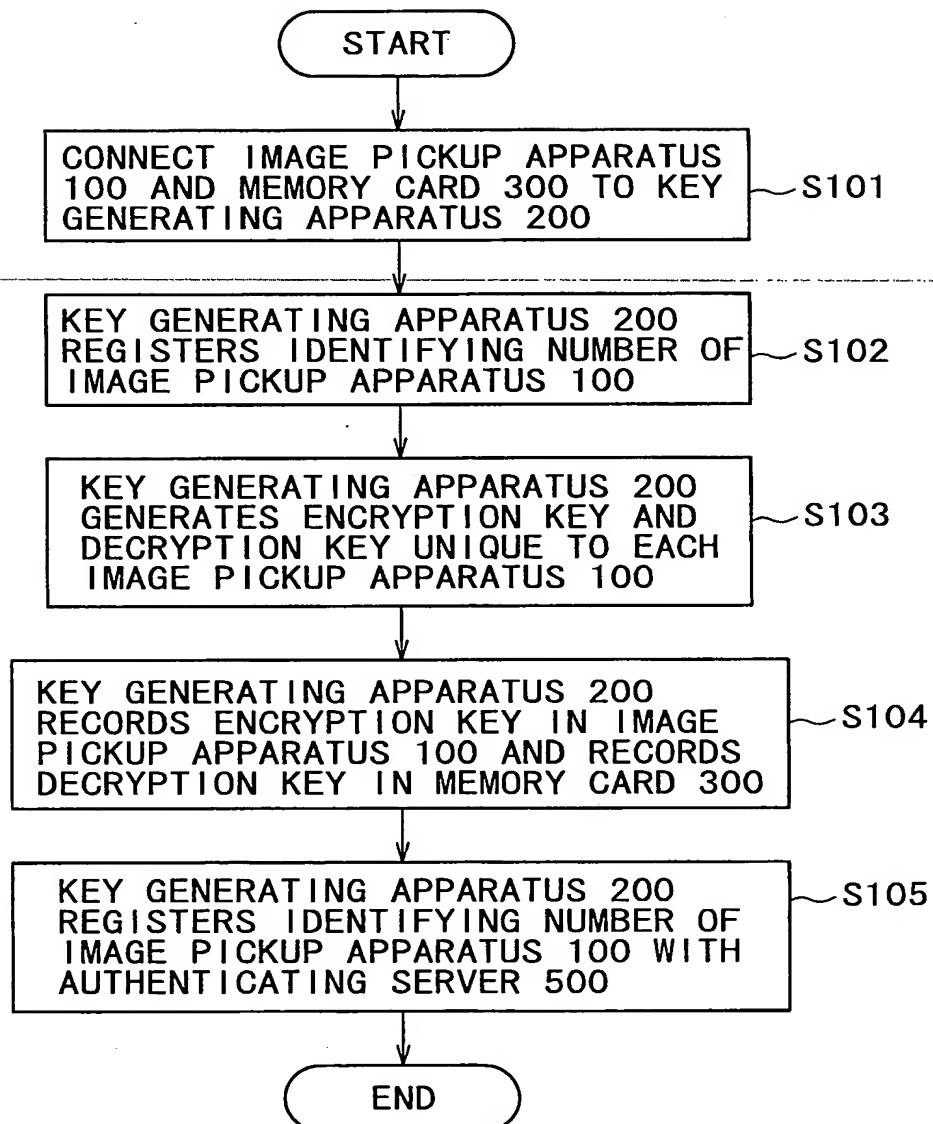 START
CONNECT IMAGE PICKUP APPARATUS
100 AND MEMORY CARD 300 TO KEY
GENERATING APPARATUS 200
S101
KEY GENERATING APPARATUS 200
REGISTERS IDENTIFYING NUMBER OF
IMAGE PICKUP APPARATUS 100
S102
KEY GENERATING APPARATUS 200
GENERATES ENCRYPTION KEY AND
DECRYPTION KEY UNIQUE TO EACH
IMAGE PICKUP APPARATUS 100
S103
KEY GENERATING APPARATUS 200
RECORDS ENCRYPTION KEY IN IMAGE
PICKUP APPARATUS 100 AND RECORDS
DECRYPTION KEY IN MEMORY CARD 300
S104
KEY GENERATING APPARATUS 200
REGISTERS IDENTIFYING NUMBER OF
IMAGE PICKUP APPARATUS 100 WITH
AUTHENTICATING SERVER 500
S105
END